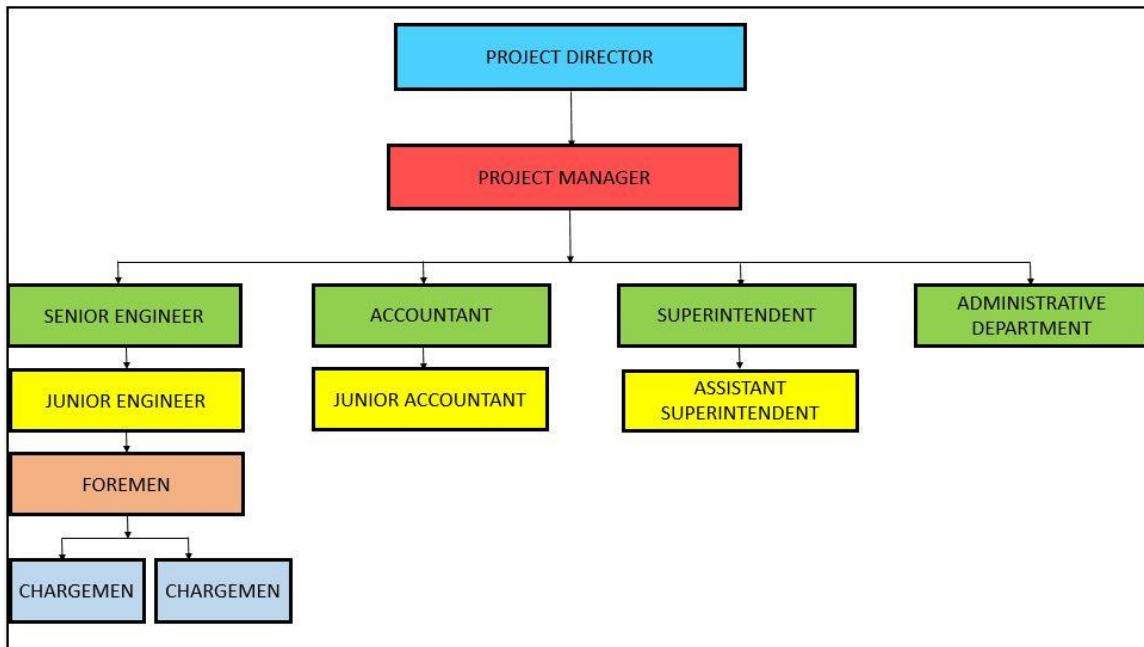 PROJECT DIRECTOR
PROJECT MANAGER
SENIOR ENGINEER
ACCOUNTANT
SUPERINTENDENT
ADMINISTRATIVE
DEPARTMENT
JUNIOR ENGINEER
JUNIOR ACCOUNTANT
ASSISTANT
SUPERINTENDENT
FOREMEN
CHARGEMEN
CHARGEMEN